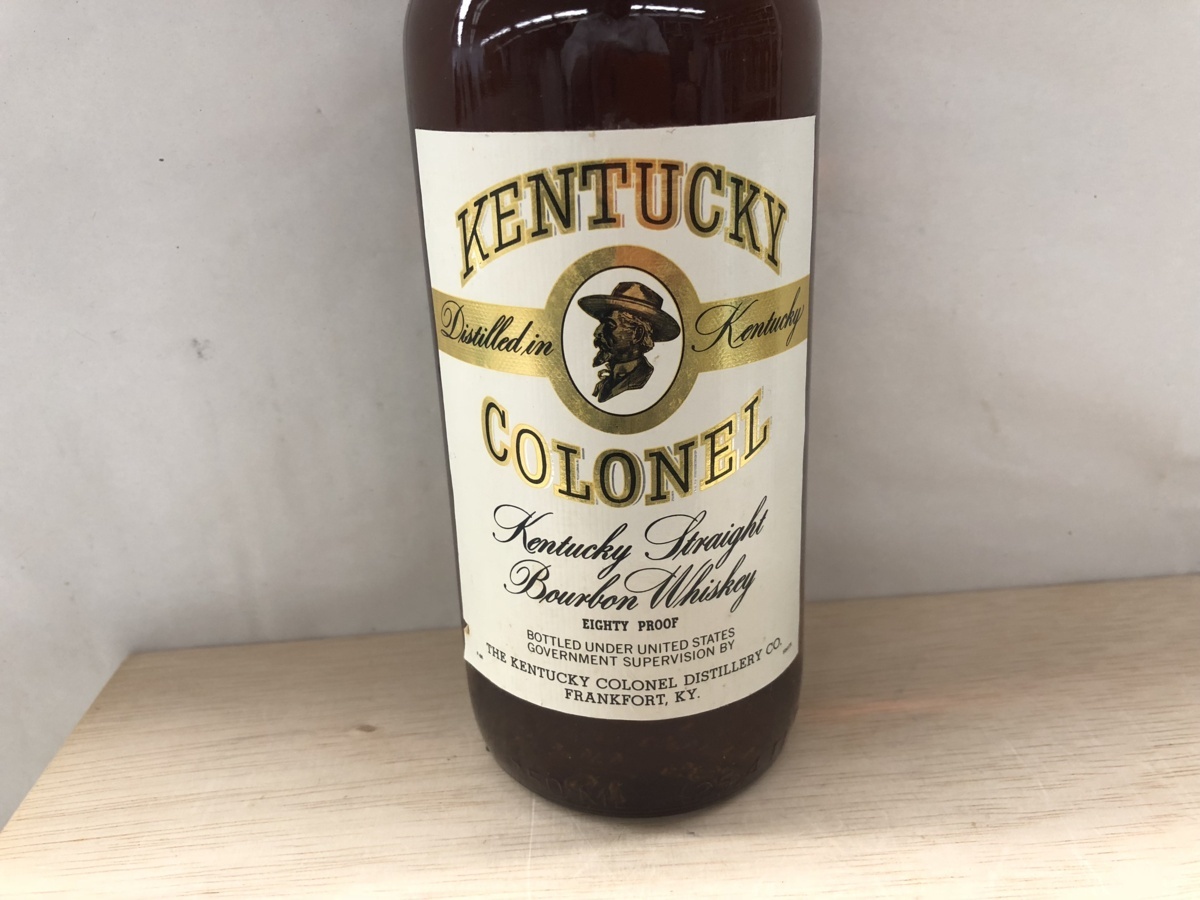 KENTUCKY
Distilled in Kentucky
COLONEL
Kentucky Straight
Bourbon Whiskey
EIGHTY PROOF
BOTTLED UNDER UNITED STATES
GOVERNMENT SUPERVISION BY
THE KENTUCKY COLONEL DISTILLERY CO.
FRANKFORT, KY.